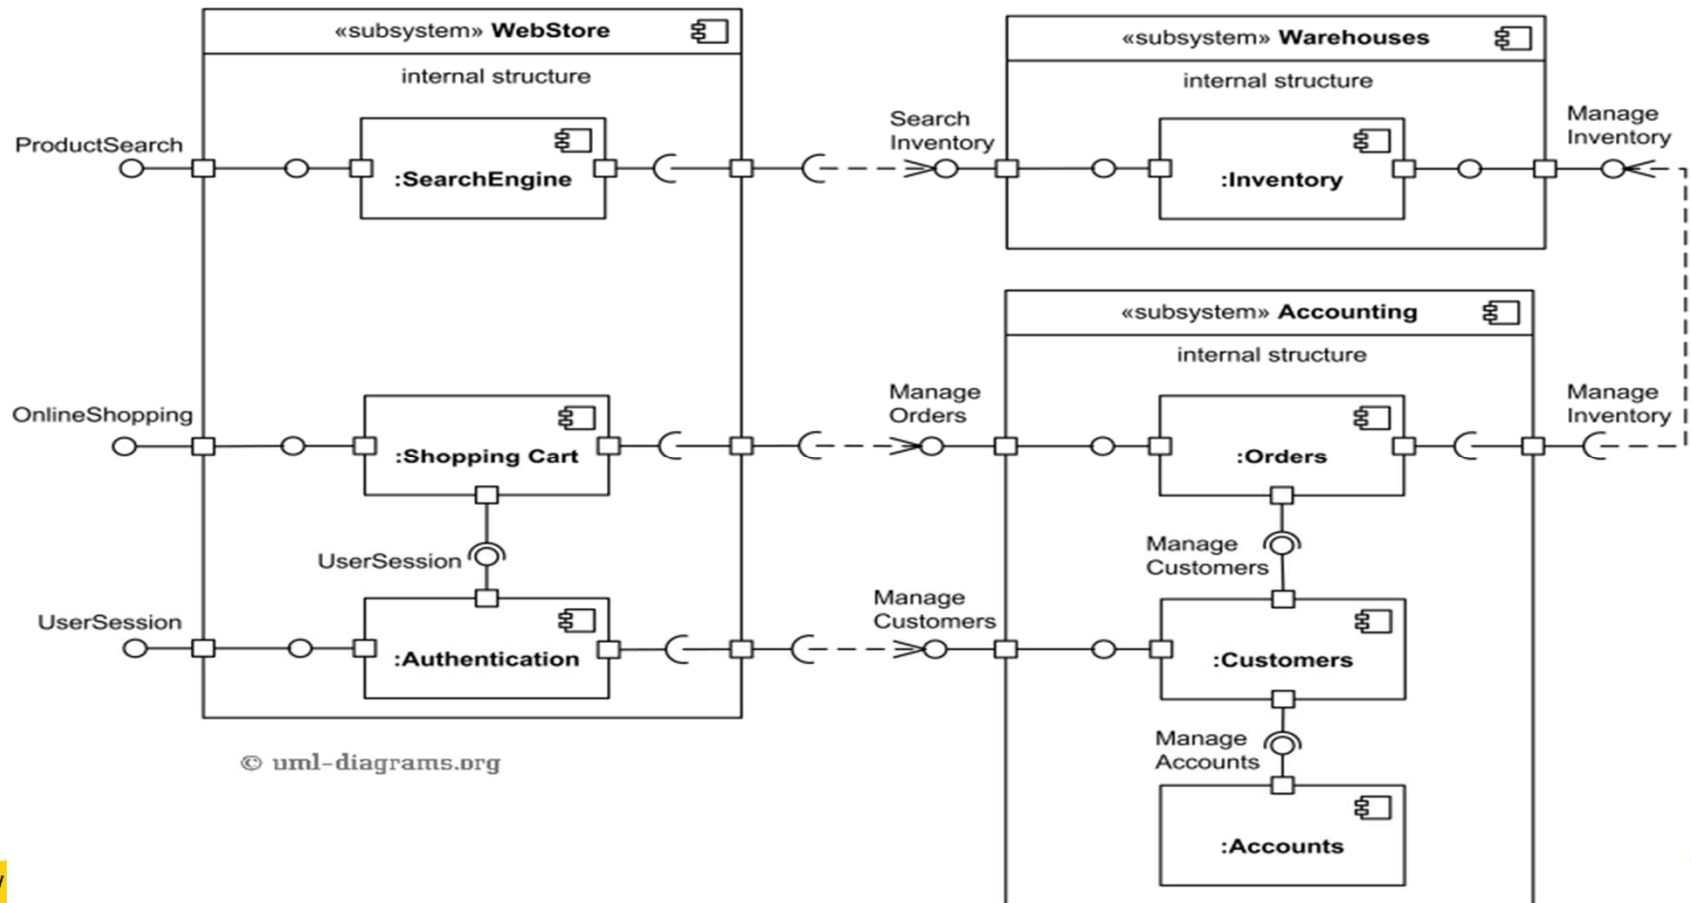 «subsystem» WebStore
internal structure
ProductSearch
:SearchEngine
OnlineShopping
:Shopping Cart
UserSession
UserSession
:Authentication
© uml-diagrams.org
«subsystem» Warehouses
internal structure
Search
Inventory
:Inventory
Manage
Inventory
«subsystem» Accounting
internal structure
Manage
Orders
:Orders
Manage
Inventory
Manage
Customers
Manage
Customers
:Customers
Manage
Accounts
:Accounts